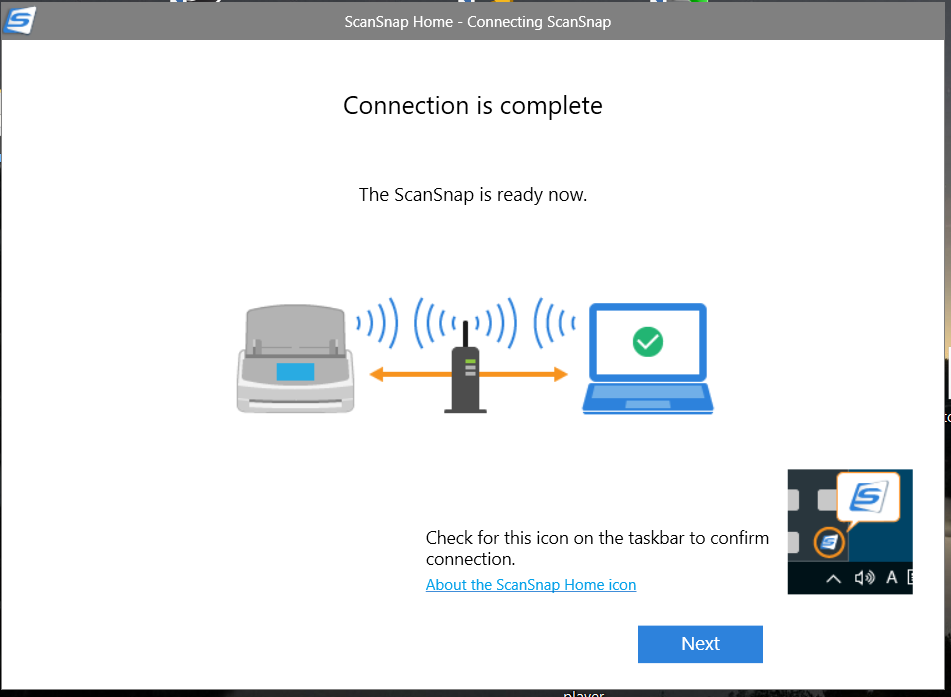 ScanSnap Home - Connecting ScanSnap
Connection is complete
The ScanSnap is ready now.
Check for this icon on the taskbar to confirm
connection.
About the ScanSnap Home icon
A
Next
player